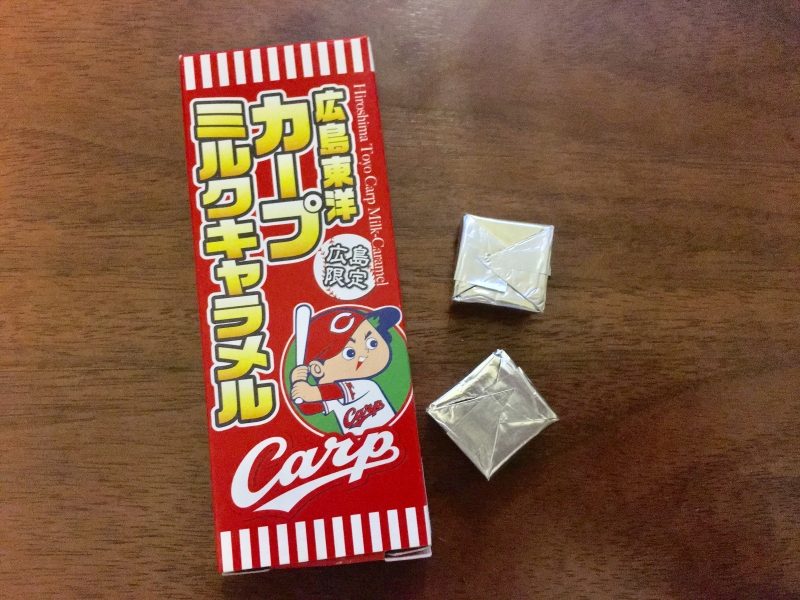 Hiroshima Toyo Carp Milk-Caramel
広島東洋
カープ
ミルクキャラメル
広島
限定
C
Carp
Carp